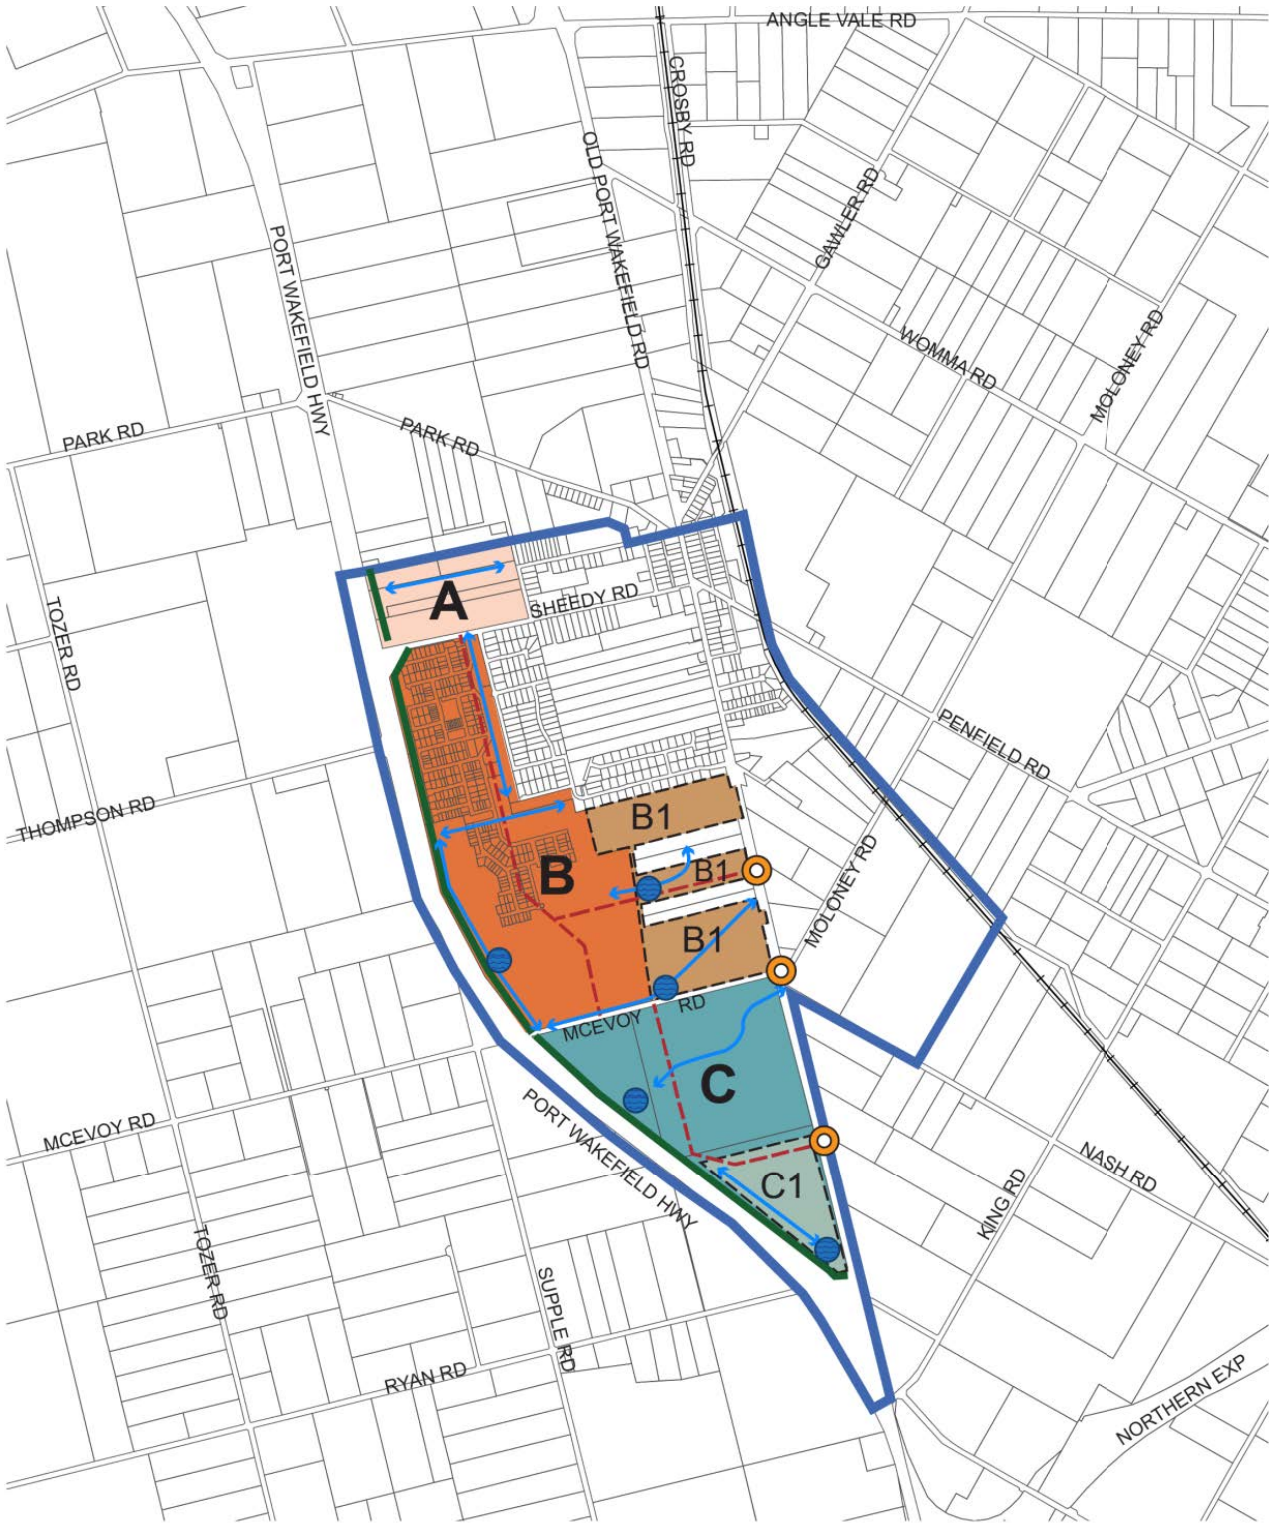 ANGLE VALE RD
CROSBY RD
OLD PORT WAKEFIELD RD
GAWLER RD
PORT WAKEFIELD HWY
WOMMA RD
MOLONEY RD
PARK RD
PARK RD
A
SHEEDY RD
TOZER RD
PENFIELD RD
THOMPSON RD
B1
B
B1
MOLONEY RD
B1
MCEVOY RD
C
MCEVOY RD
PORT WAKEFIELD HWY
NASH RD
C1
KING RD
TOZER RD
SUPPLE RD
RYAN RD
NORTHERN EXP